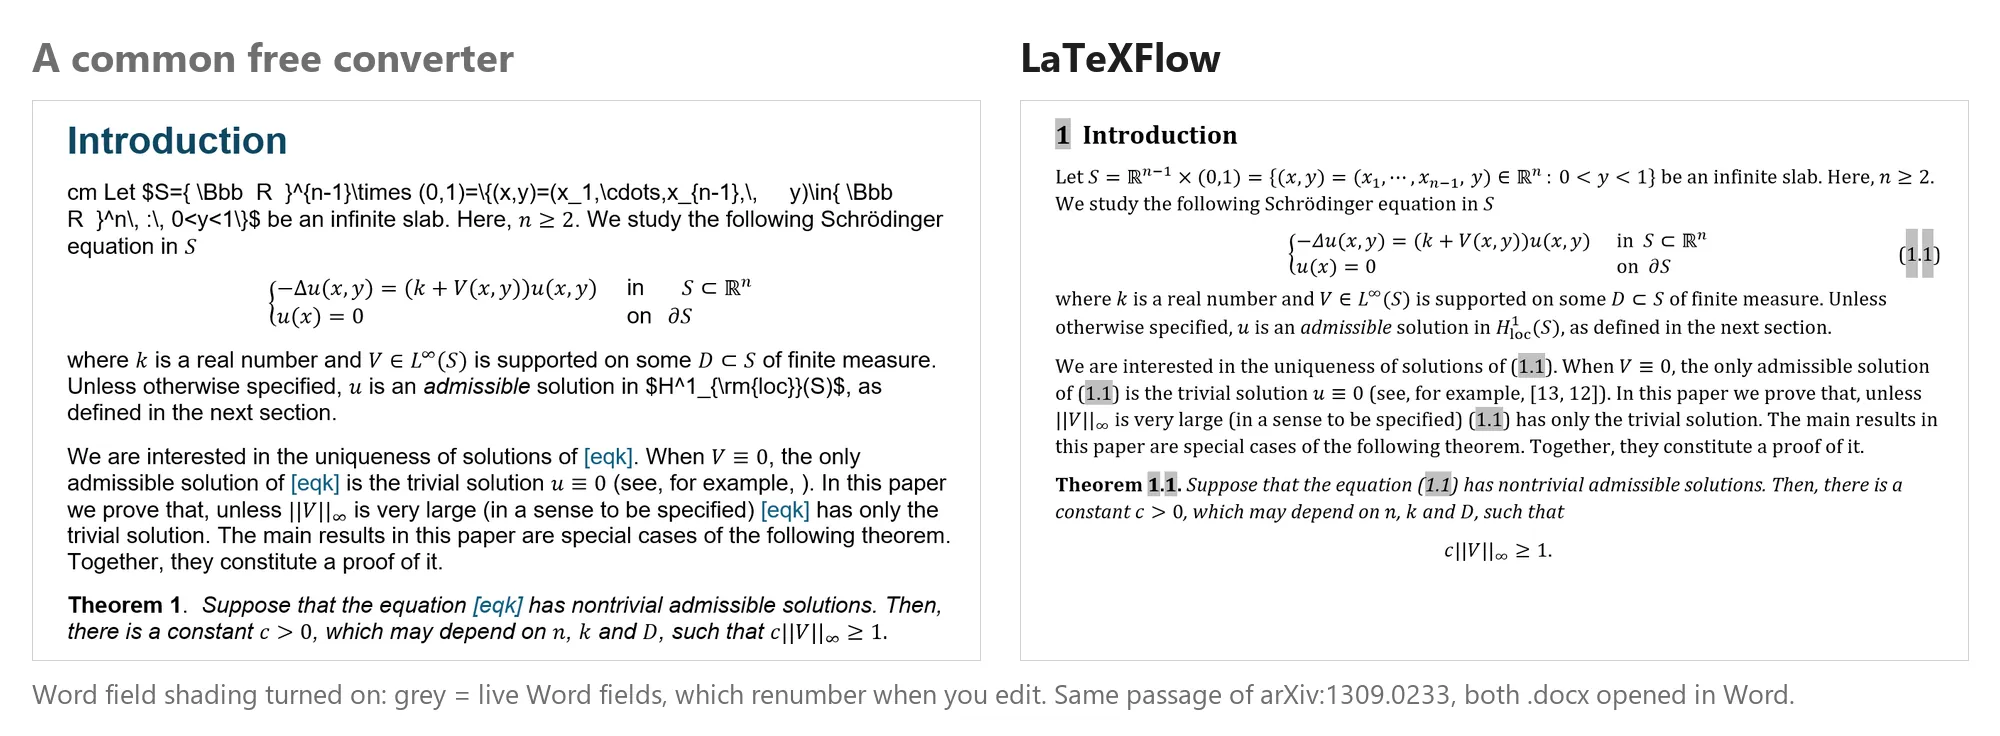 A common free converter
Introduction
cm Let $S={ \Bbb R }^{n-1}\times (0,1)=\{(x,y)=(x_1,\cdots,x_{n-1},\, y)\in{ \Bbb
R }^n\, :\, 0<y<1\}$ be an infinite slab. Here, n ≥ 2. We study the following Schrödinger
equation in S
{−Δu(x, y) = (k + V(x, y))u(x, y) in S ⊂ ℝⁿ
u(x) = 0 on ∂S
where k is a real number and V ∈ L^∞(S) is supported on some D ⊂ S of finite measure.
Unless otherwise specified, u is an admissible solution in $H^1_{\rm{loc}}(S)$, as
defined in the next section.
We are interested in the uniqueness of solutions of [eqk]. When V ≡ 0, the only
admissible solution of [eqk] is the trivial solution u ≡ 0 (see, for example, ). In this paper
we prove that, unless ||V||_∞ is very large (in a sense to be specified) [eqk] has only the
trivial solution. The main results in this paper are special cases of the following theorem.
Together, they constitute a proof of it.
Theorem 1. Suppose that the equation [eqk] has nontrivial admissible solutions. Then,
there is a constant c > 0, which may depend on n, k and D, such that c||V||_∞ ≥ 1.
LaTeXFlow
1 Introduction
Let S = ℝ^{n−1} × (0,1) = {(x, y) = (x₁, ⋯ , x_{n−1}, y) ∈ ℝⁿ : 0 < y < 1} be an infinite slab. Here, n ≥ 2.
We study the following Schrödinger equation in S
{−Δu(x, y) = (k + V(x, y))u(x, y) in S ⊂ ℝⁿ (1.1)
u(x) = 0 on ∂S
where k is a real number and V ∈ L^∞(S) is supported on some D ⊂ S of finite measure. Unless
otherwise specified, u is an admissible solution in H^1_{loc}(S), as defined in the next section.
We are interested in the uniqueness of solutions of (1.1). When V ≡ 0, the only admissible solution
of (1.1) is the trivial solution u ≡ 0 (see, for example, [13, 12]). In this paper we prove that, unless
||V||_∞ is very large (in a sense to be specified) (1.1) has only the trivial solution. The main results in
this paper are special cases of the following theorem. Together, they constitute a proof of it.
Theorem 1.1. Suppose that the equation (1.1) has nontrivial admissible solutions. Then, there is a
constant c > 0, which may depend on n, k and D, such that
c||V||_∞ ≥ 1.
Word field shading turned on: grey = live Word fields, which renumber when you edit. Same passage of arXiv:1309.0233, both .docx opened in Word.